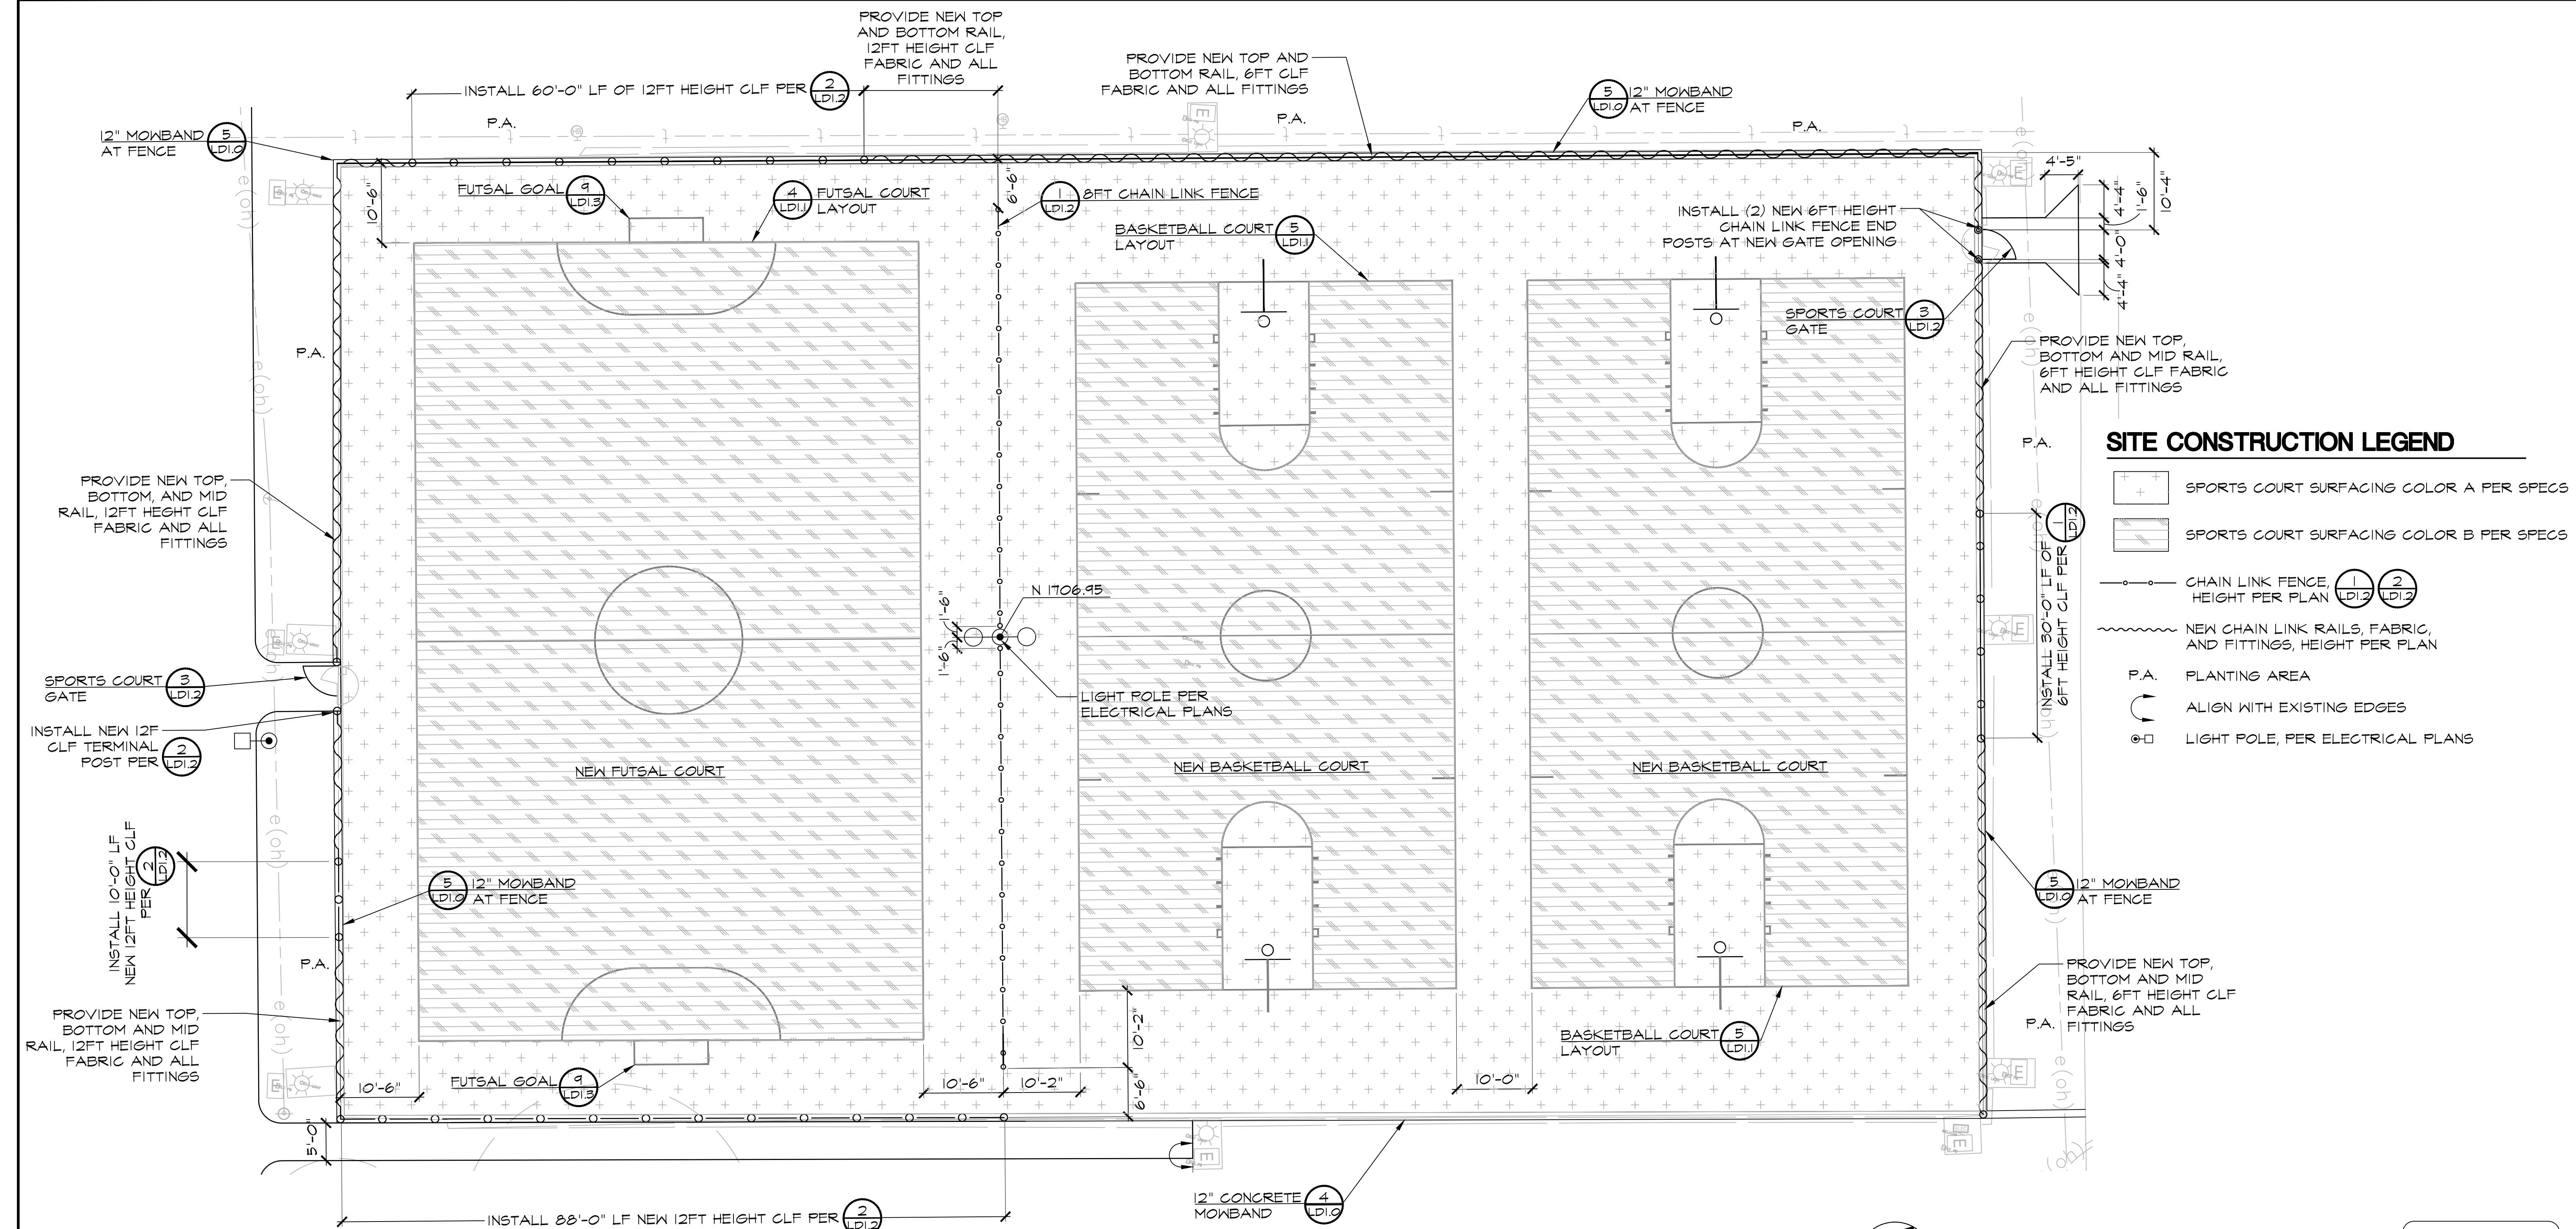 PROVIDE NEW TOP
AND BOTTOM RAIL,
12FT HEIGHT CLF
FABRIC AND ALL
FITTINGS
PROVIDE NEW TOP AND
BOTTOM RAIL, 6FT CLF
FABRIC AND ALL FITTINGS
INSTALL 60'-0" LF OF 12FT HEIGHT CLF PER
2
LD1.2
5
LD1.0
12" MOWBAND
AT FENCE
12" MOWBAND
AT FENCE
5
LD1.0
P.A.
P.A.
P.A.
E
E
E
10'-6"
FUTSAL GOAL
9
LD1.3
4
LD1.1
FUTSAL COURT
LAYOUT
6'-6"
1
LD1.2
8FT CHAIN LINK FENCE
BASKETBALL COURT
LAYOUT
5
LD1.1
INSTALL (2) NEW 6FT HEIGHT
CHAIN LINK FENCE END
POSTS AT NEW GATE OPENING
4'-5"
4'-4"
1'-6"
10'-4"
4'-0"
4'-4"
SPORTS COURT
GATE
3
LD1.2
PROVIDE NEW TOP,
BOTTOM AND MID RAIL,
6FT HEIGHT CLF FABRIC
AND ALL FITTINGS
P.A.
e(oh)
e(oh)
e(oh)
P.A.
SITE CONSTRUCTION LEGEND
SPORTS COURT SURFACING COLOR A PER SPECS
SPORTS COURT SURFACING COLOR B PER SPECS
CHAIN LINK FENCE,
HEIGHT PER PLAN
1
LD1.2
2
LD1.2
NEW CHAIN LINK RAILS, FABRIC,
AND FITTINGS, HEIGHT PER PLAN
P.A.
PLANTING AREA
ALIGN WITH EXISTING EDGES
LIGHT POLE, PER ELECTRICAL PLANS
PROVIDE NEW TOP,
BOTTOM, AND MID
RAIL, 12FT HEGHT CLF
FABRIC AND ALL
FITTINGS
INSTALL 30'-0" LF OF
6FT HEIGHT CLF PER
1
LD1.2
N 1706.95
1'-6"
1'-6"
LIGHT POLE PER
ELECTRICAL PLANS
E
E
SPORTS COURT
GATE
3
LD1.2
INSTALL NEW 12F
CLF TERMINAL
POST PER
2
LD1.2
NEW FUTSAL COURT
NEW BASKETBALL COURT
NEW BASKETBALL COURT
INSTALL 10'-0" LF
NEW 12FT HEIGHT CLF
PER
2
LD1.2
e(oh)
5
LD1.0
12" MOWBAND
AT FENCE
5
LD1.0
12" MOWBAND
AT FENCE
P.A.
PROVIDE NEW TOP,
BOTTOM AND MID
RAIL, 6FT HEIGHT CLF
FABRIC AND ALL
FITTINGS
P.A.
PROVIDE NEW TOP,
BOTTOM AND MID
RAIL, 12FT HEIGHT CLF
FABRIC AND ALL
FITTINGS
e(oh)
e(oh)
BASKETBALL COURT
LAYOUT
5
LD1.1
FUTSAL GOAL
9
LD1.3
10'-6"
10'-6"
10'-2"
10'-2"
6'-6"
10'-0"
E
E
E
E
5'-0"
12" CONCRETE
MOWBAND
4
LD1.0
INSTALL 88'-0" LF NEW 12FT HEIGHT CLF PER
2
LD1.2